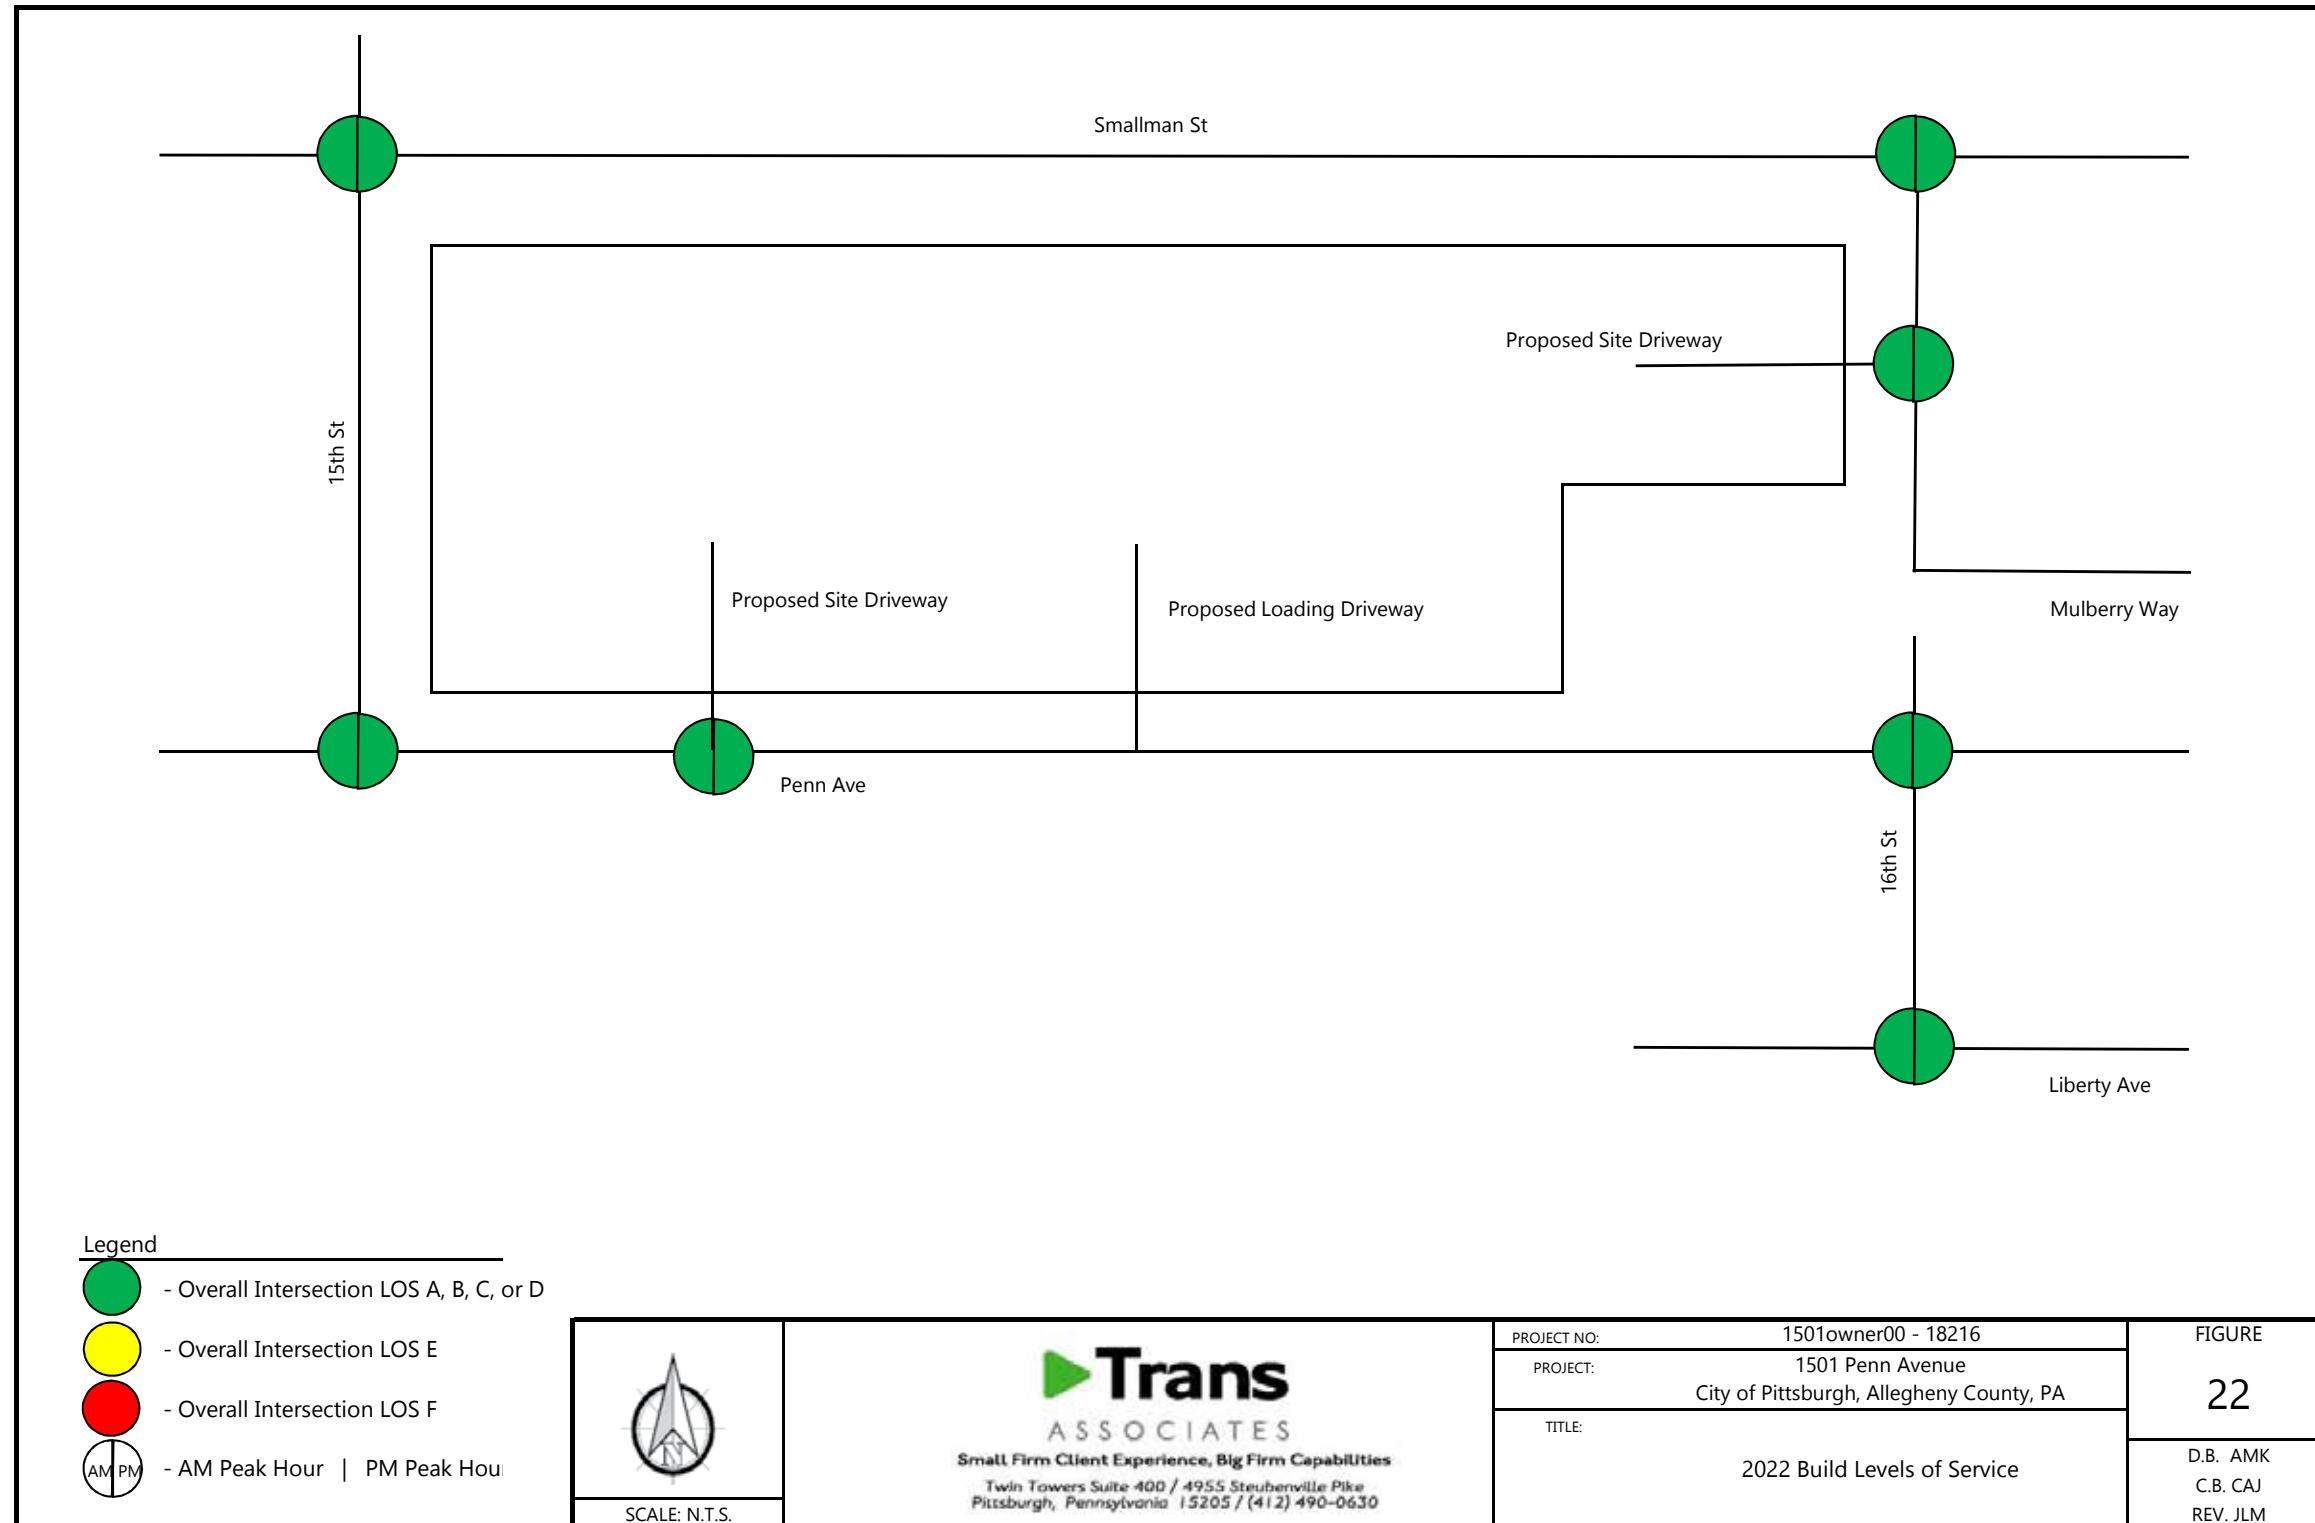 Smallman St
Proposed Site Driveway
15th St
Proposed Site Driveway
Proposed Loading Driveway
Mulberry Way
Penn Ave
16th St
Liberty Ave
Legend
- Overall Intersection LOS A, B, C, or D
- Overall Intersection LOS E
- Overall Intersection LOS F
AM PM - AM Peak Hour | PM Peak Hou
N
SCALE: N.T.S.
Trans
ASSOCIATES
Small Firm Client Experience, Big Firm Capabilities
Twin Towers Suite 400 / 4955 Steubenville Pike
Pittsburgh, Pennsylvania 15205 / (412) 490-0630
PROJECT NO: 1501owner00 - 18216
PROJECT: 1501 Penn Avenue
City of Pittsburgh, Allegheny County, PA
TITLE:
2022 Build Levels of Service
FIGURE
22
D.B. AMK
C.B. CAJ
REV. JLM